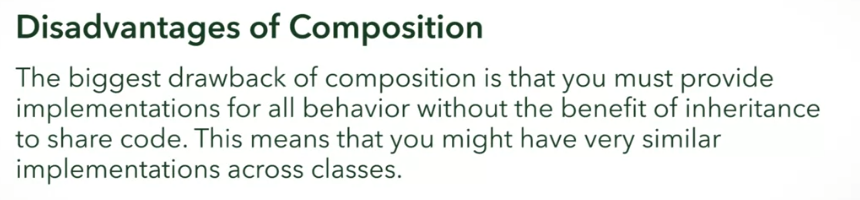 Disadvantages of Composition
The biggest drawback of composition is that you must provide
implementations for all behavior without the benefit of inheritance
to share code. This means that you might have very similar
implementations across classes.